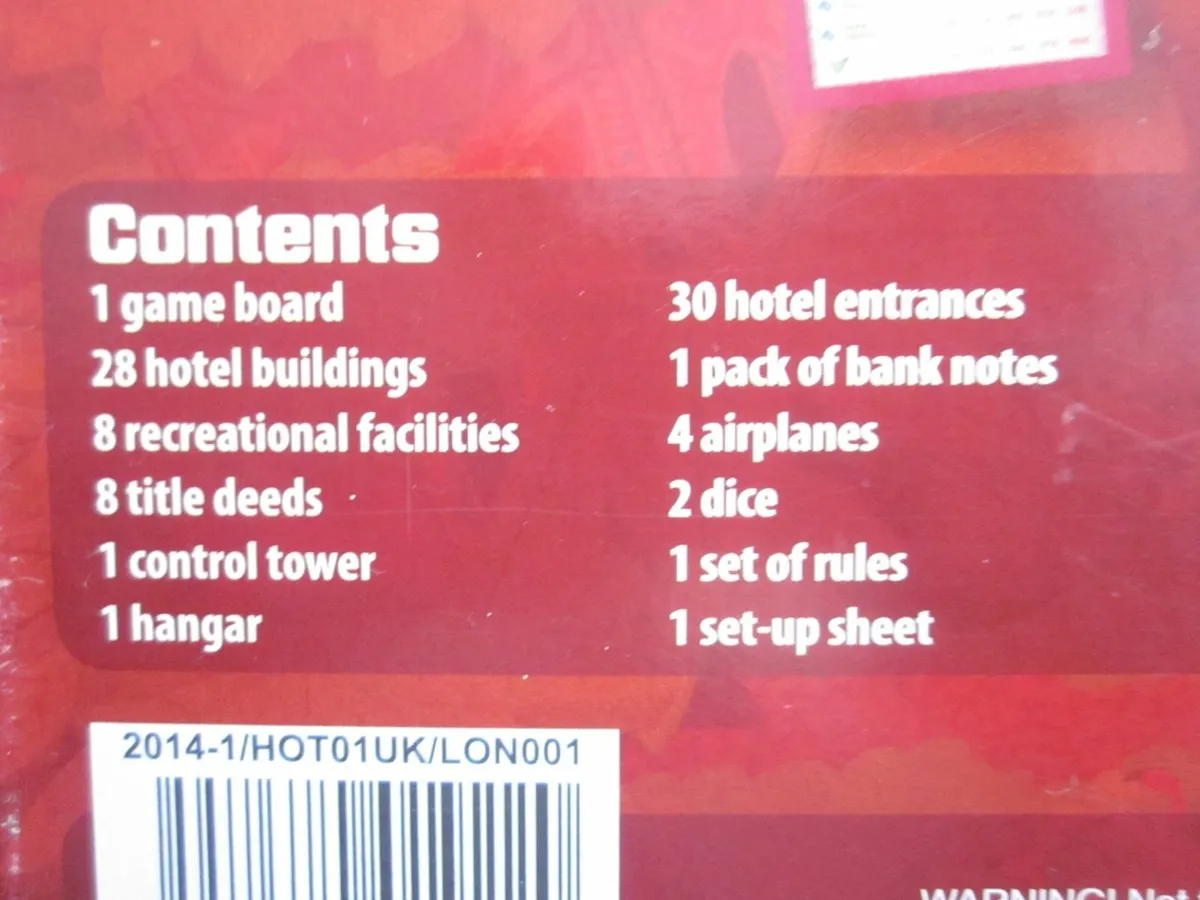 Contents
1 game board
28 hotel buildings
8 recreational facilities
8 title deeds
1 control tower
1 hangar
30 hotel entrances
1 pack of bank notes
4 airplanes
2 dice
1 set of rules
1 set-up sheet
2014-1/HOT01UK/LON001
WARNING! Not